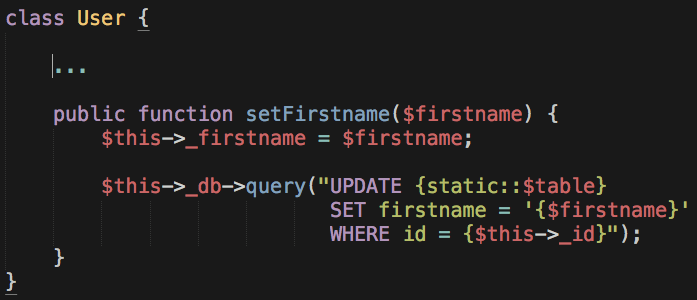 class User {
...
public function setFirstname($firstname) {
$this->_firstname = $firstname;
$this->_db->query("UPDATE {static::$table}
SET firstname = '{$firstname}'
WHERE id = {$this->_id}");
}
}